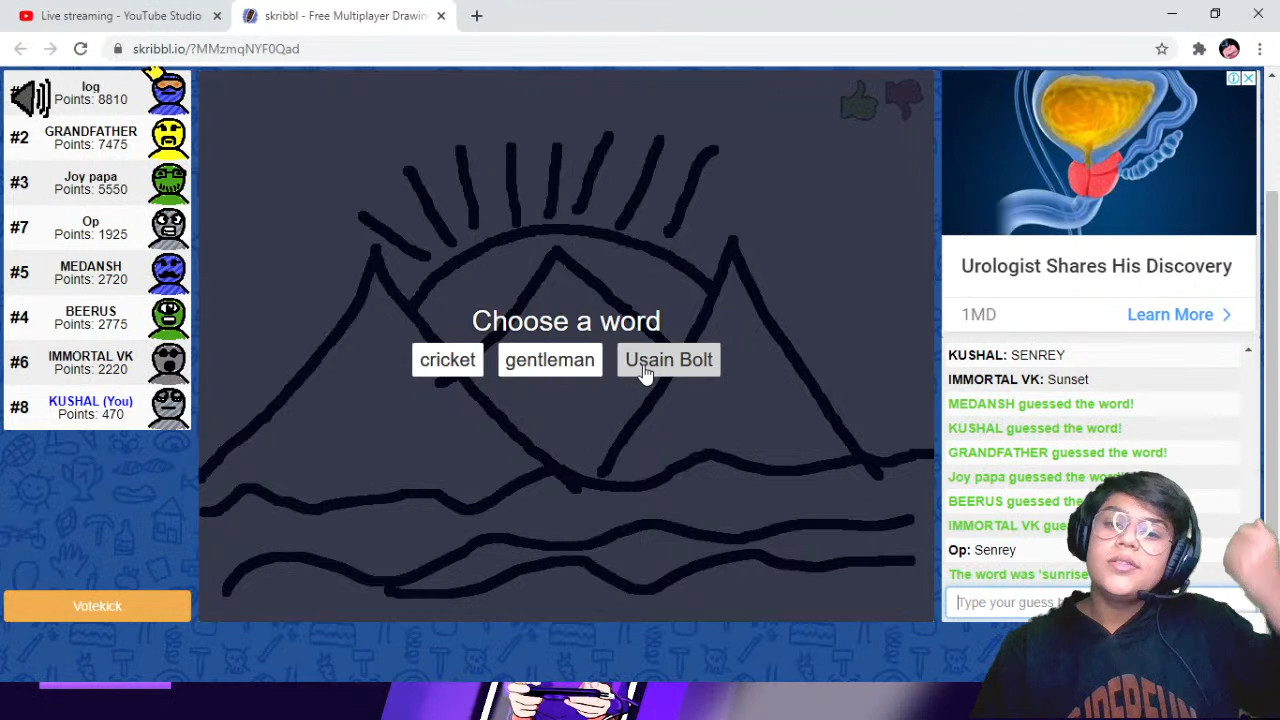 Live streaming - YouTube Studio
skribbl - Free Multiplayer Drawin
skribbl.io/?MMzmqNYF0Qad
log
Points: 8810
#2 GRANDFATHER
Points: 7475
#3 Joy papa
Points: 5550
#7 Op
Points: 1925
#5 MEDANSH
Points: 2720
#4 BEERUS
Points: 2775
#6 IMMORTAL VK
Points: 2220
#8 KUSHAL (You)
Points: 470
Votekick
Choose a word
cricket gentleman Usain Bolt
Urologist Shares His Discovery
1MD Learn More
KUSHAL: SENREY
IMMORTAL VK: Sunset
MEDANSH guessed the word!
KUSHAL guessed the word!
GRANDFATHER guessed the word!
Joy papa guessed the word!
BEERUS guessed the
IMMORTAL VK gue
Op: Senrey
The word was 'sunrise
Type your guess